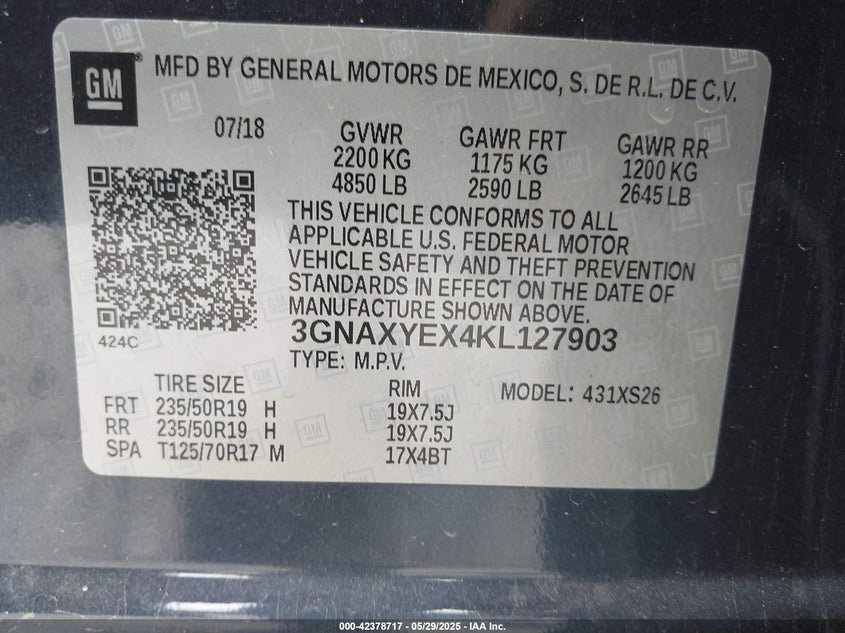 GM
MFD BY GENERAL MOTORS DE MEXICO, S. DE R.L. DE C.V.
07/18 GVWR GAWR FRT GAWR RR
2200 KG 1175 KG 1200 KG
4850 LB 2590 LB 2645 LB
THIS VEHICLE CONFORMS TO ALL
APPLICABLE U.S. FEDERAL MOTOR
VEHICLE SAFETY AND THEFT PREVENTION
STANDARDS IN EFFECT ON THE DATE OF
MANUFACTURE SHOWN ABOVE.
424C
3GNAXYEX4KL127903
TYPE: M.P.V.
TIRE SIZE RIM MODEL: 431XS26
FRT 235/50R19 H 19X7.5J
RR 235/50R19 H 19X7.5J
SPA T125/70R17 M 17X4BT
000-42378717 - 05/29/2025 - IAA Inc.